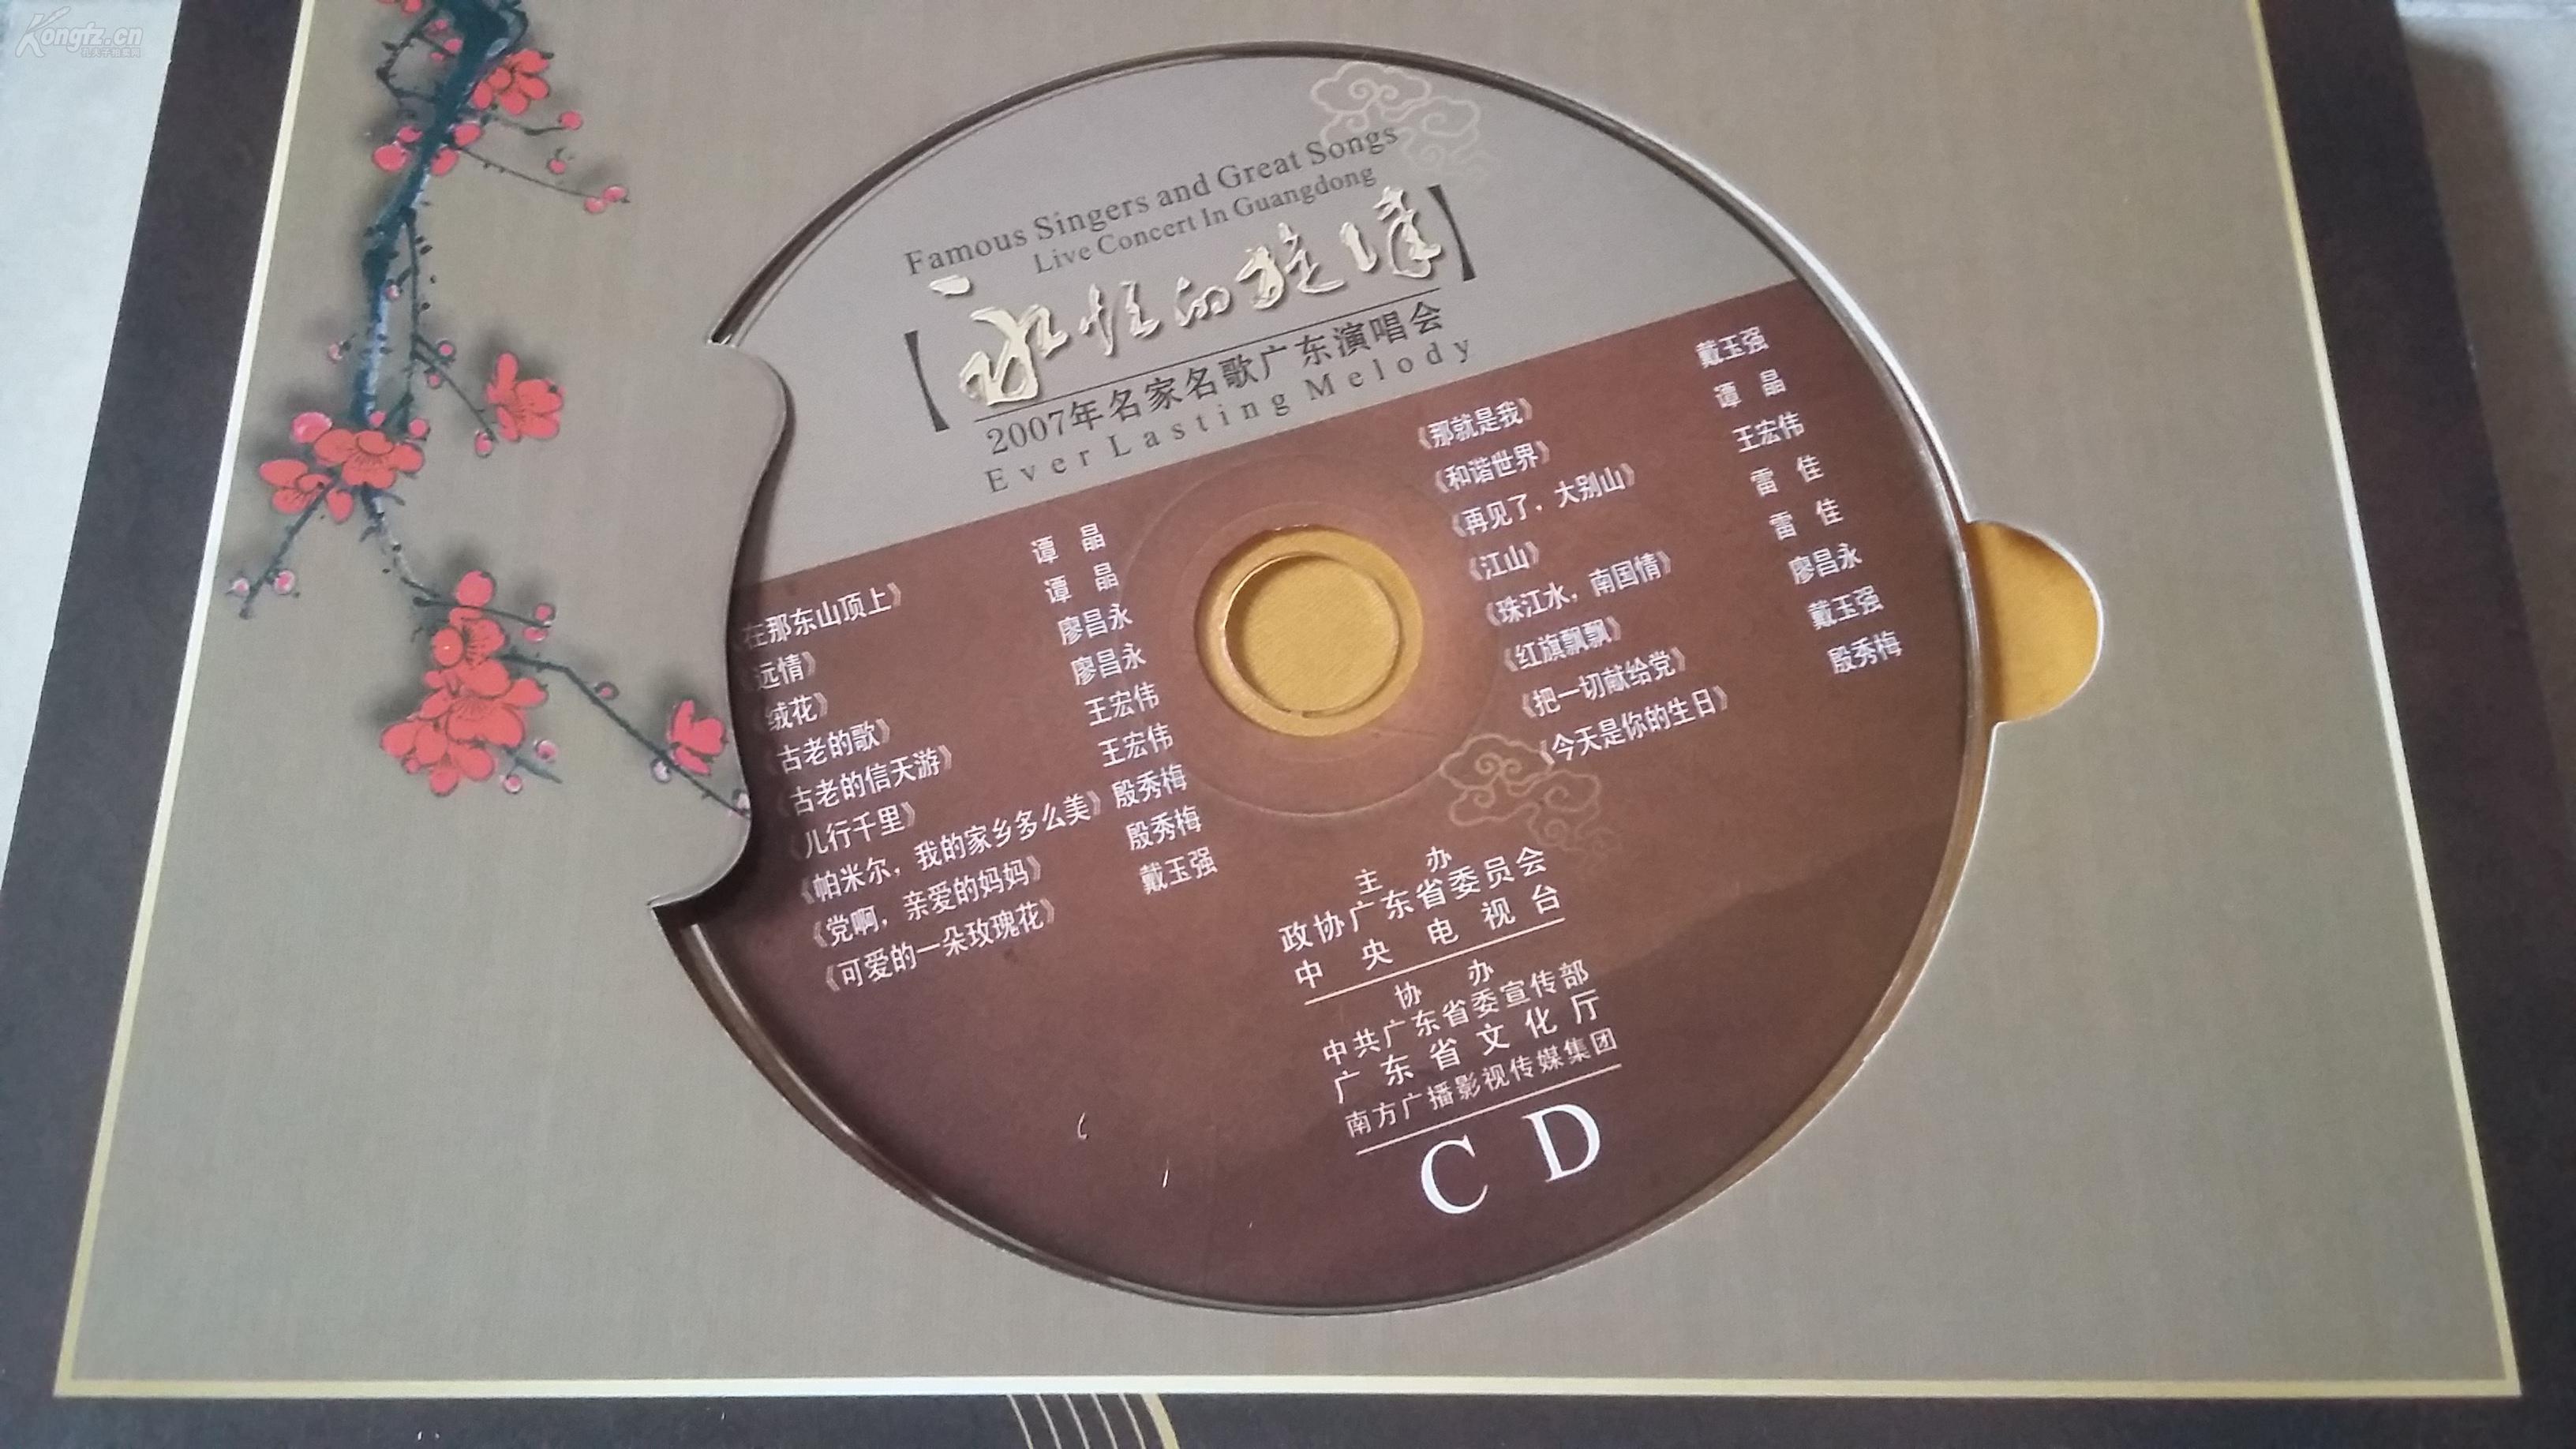 Kongfz.cn
Famous Singers and Great Songs
Live Concert In Guangdong
【永恒的旋律】
2007年名家名歌广东演唱会
Ever Lasting Melody
在那东山顶上》 谭晶
远情》 谭晶
《绒花》 廖昌永
古老的歌》 廖昌永
《古老的信天游》 王宏伟
《儿行千里》 王宏伟
《帕米尔，我的家乡多么美》 殷秀梅
《党啊，亲爱的妈妈》 殷秀梅
《可爱的一朵玫瑰花》 戴玉强
《那就是我》 戴玉强
《和谐世界》 谭晶
《再见了，大别山》 王宏伟
《江山》 雷佳
《珠江水，南国情》 雷佳
《红旗飘飘》 廖昌永
《把一切献给党》 戴玉强
《今天是你的生日》 殷秀梅
主办
政协广东省委员会
中央电视台
协办
中共广东省委宣传部
广东省文化厅
南方广播影视传媒集团
CD